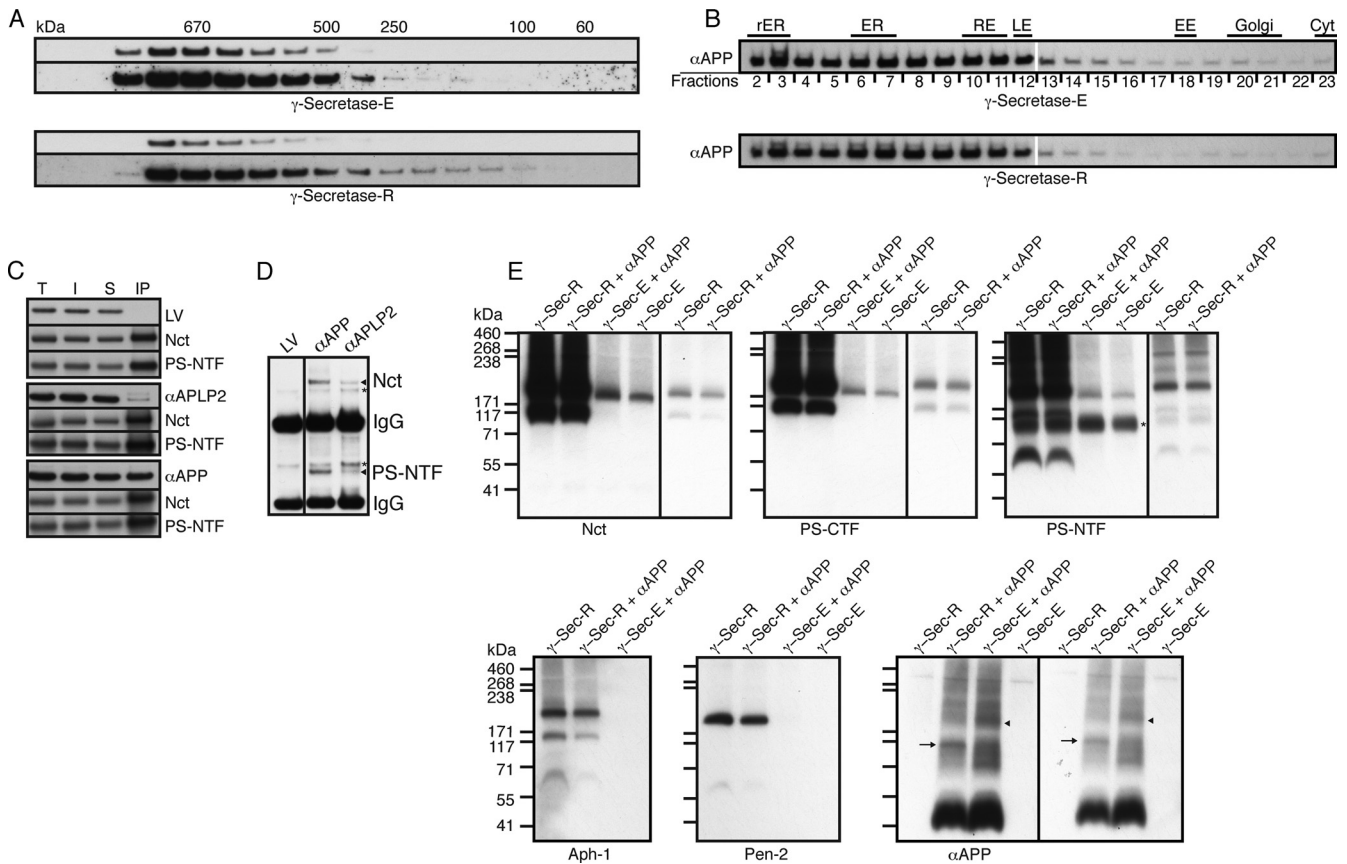 A
kDa 670 500 250 100 60
γ-Secretase-E
γ-Secretase-R
B
rER ER RE LE EE Golgi Cyt
αAPP
Fractions 2 3 4 5 6 7 8 9 10 11 12 13 14 15 16 17 18 19 20 21 22 23
γ-Secretase-E
αAPP
γ-Secretase-R
C
T I S IP
LV
Nct
PS-NTF
αAPLP2
Nct
PS-NTF
αAPP
Nct
PS-NTF
D
LV αAPP αAPLP2
Nct
*
IgG
*
PS-NTF
IgG
E
γ-Sec-R γ-Sec-R + αAPP γ-Sec-E + αAPP γ-Sec-E γ-Sec-R γ-Sec-R + αAPP
γ-Sec-R γ-Sec-R + αAPP γ-Sec-E + αAPP γ-Sec-E γ-Sec-R γ-Sec-R + αAPP
γ-Sec-R γ-Sec-R + αAPP γ-Sec-E + αAPP γ-Sec-E γ-Sec-R γ-Sec-R + αAPP
kDa
460
268
238
171
117
71
55
41
*
Nct
PS-CTF
PS-NTF
γ-Sec-R γ-Sec-R + αAPP γ-Sec-E + αAPP
γ-Sec-R γ-Sec-R + αAPP γ-Sec-E + αAPP γ-Sec-E
γ-Sec-R γ-Sec-R + αAPP γ-Sec-E + αAPP γ-Sec-E γ-Sec-R γ-Sec-R + αAPP γ-Sec-E + αAPP γ-Sec-E
kDa
460
268
238
171
117
71
55
41
Aph-1
Pen-2
αAPP